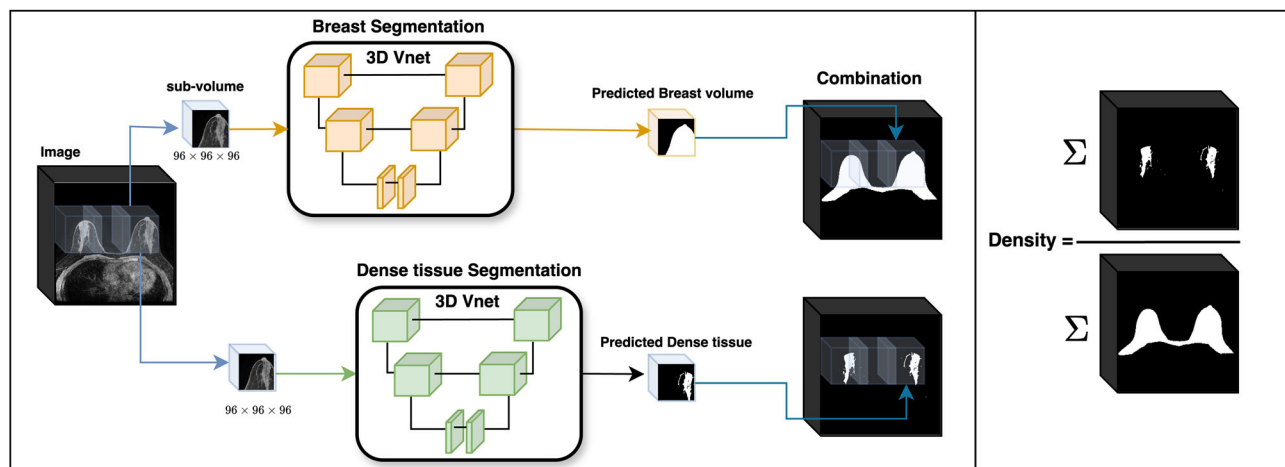 Breast Segmentation
3D Vnet
sub-volume
96 × 96 × 96
Predicted Breast volume
Combination
Image
Dense tissue Segmentation
3D Vnet
96 × 96 × 96
Predicted Dense tissue
Σ
Density =
Σ